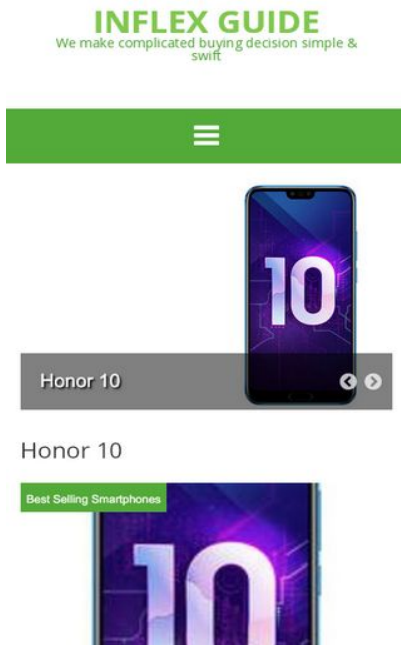 INFLEX GUIDE
We make complicated buying decision simple &
swift
10
Honor 10
Honor 10
Best Selling Smartphones
10